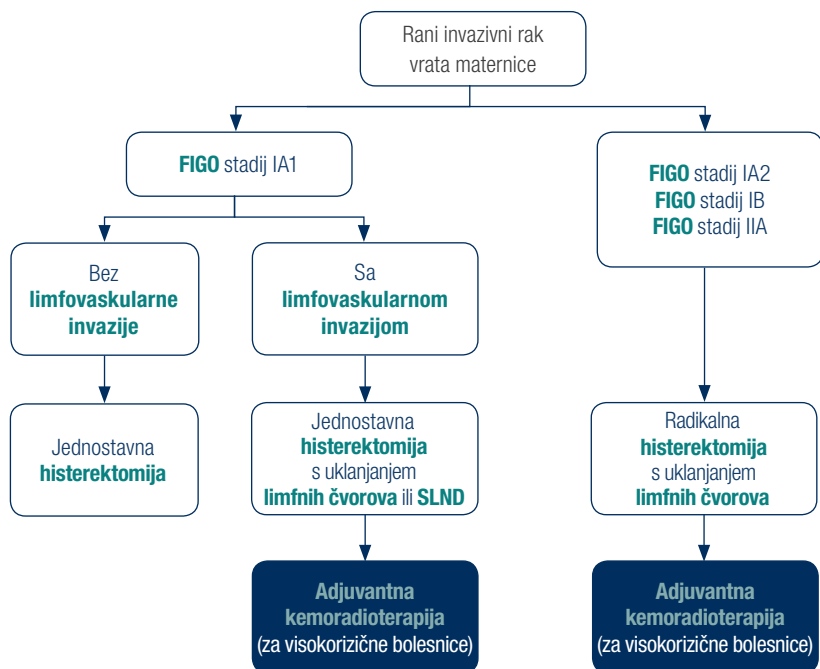 Rani invazivni rak
vrata maternice
FIGO stadij IA1
FIGO stadij IA2
FIGO stadij IB
FIGO stadij IIA
Bez
limfovaskularne
invazije
Sa
limfovaskularnom
invazijom
Jednostavna
histerektomija
Jednostavna
histerektomija
s uklanjanjem
limfnih čvorova ili SLND
Radikalna
histerektomija
s uklanjanjem
limfnih čvorova
Adjuvantna
kemoradioterapija
(za visokorizične bolesnice)
Adjuvantna
kemoradioterapija
(za visokorizične bolesnice)